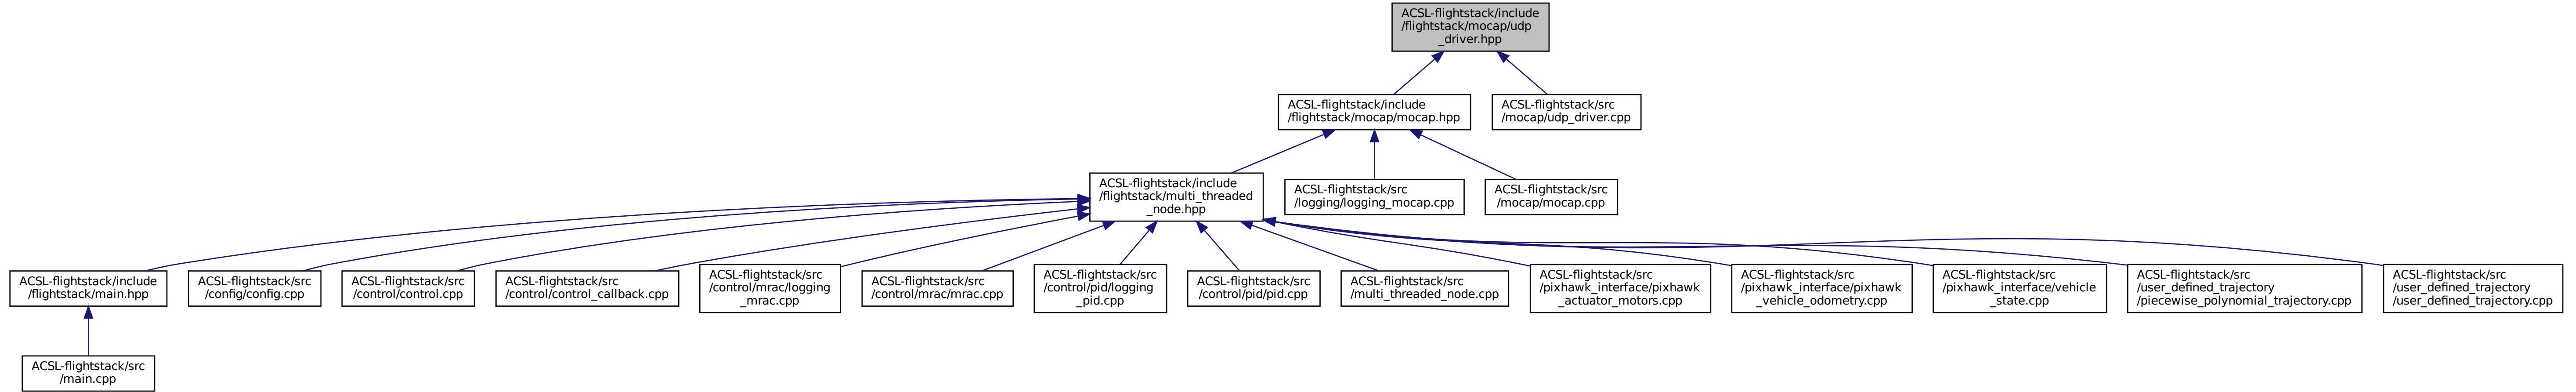 ACSL-flightstack/include
/flightstack/mocap/udp
_driver.hpp
ACSL-flightstack/include
/flightstack/mocap/mocap.hpp
ACSL-flightstack/src
/mocap/udp_driver.cpp
ACSL-flightstack/include
/flightstack/multi_threaded
_node.hpp
ACSL-flightstack/src
/logging/logging_mocap.cpp
ACSL-flightstack/src
/mocap/mocap.cpp
ACSL-flightstack/include
/flightstack/main.hpp
ACSL-flightstack/src
/config/config.cpp
ACSL-flightstack/src
/control/control.cpp
ACSL-flightstack/src
/control/control_callback.cpp
ACSL-flightstack/src
/control/mrac/logging
_mrac.cpp
ACSL-flightstack/src
/control/mrac/mrac.cpp
ACSL-flightstack/src
/control/pid/logging
_pid.cpp
ACSL-flightstack/src
/control/pid/pid.cpp
ACSL-flightstack/src
/multi_threaded_node.cpp
ACSL-flightstack/src
/pixhawk_interface/pixhawk
_actuator_motors.cpp
ACSL-flightstack/src
/pixhawk_interface/pixhawk
_vehicle_odometry.cpp
ACSL-flightstack/src
/pixhawk_interface/vehicle
_state.cpp
ACSL-flightstack/src
/user_defined_trajectory
/piecewise_polynomial_trajectory.cpp
ACSL-flightstack/src
/user_defined_trajectory
/user_defined_trajectory.cpp
ACSL-flightstack/src
/main.cpp